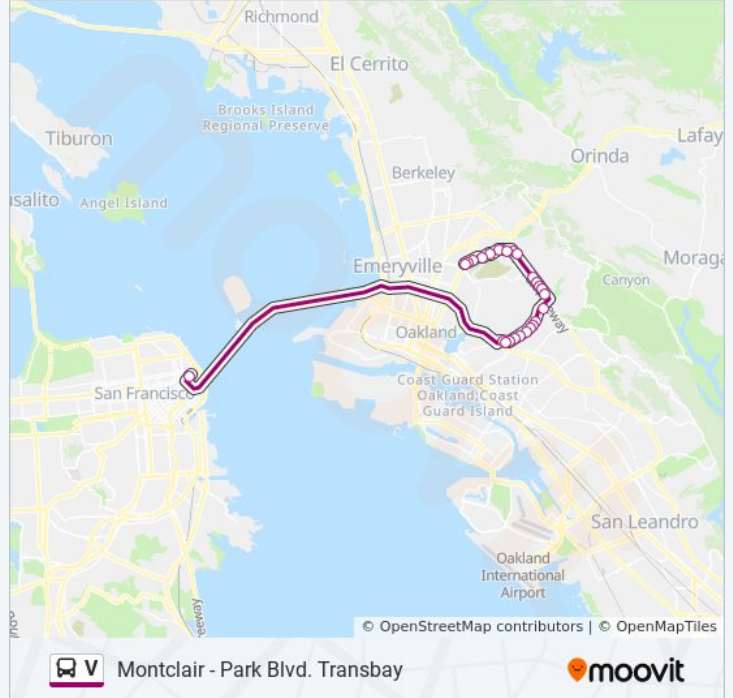 Richmond
El Cerrito
Brooks Island
Regional Preserve
Tiburon
Lafay
Orinda
Berkeley
usalito
Angel Island
Moraga
Emeryville
Canyon
eway
Oakland
San Francisco
Coast Guard Station
Oakland;Coast
Guard Island
San Leandro
Oakland
International
Airport
eeway
© OpenStreetMap contributors | © OpenMapTiles
V Montclair - Park Blvd. Transbay
moovit